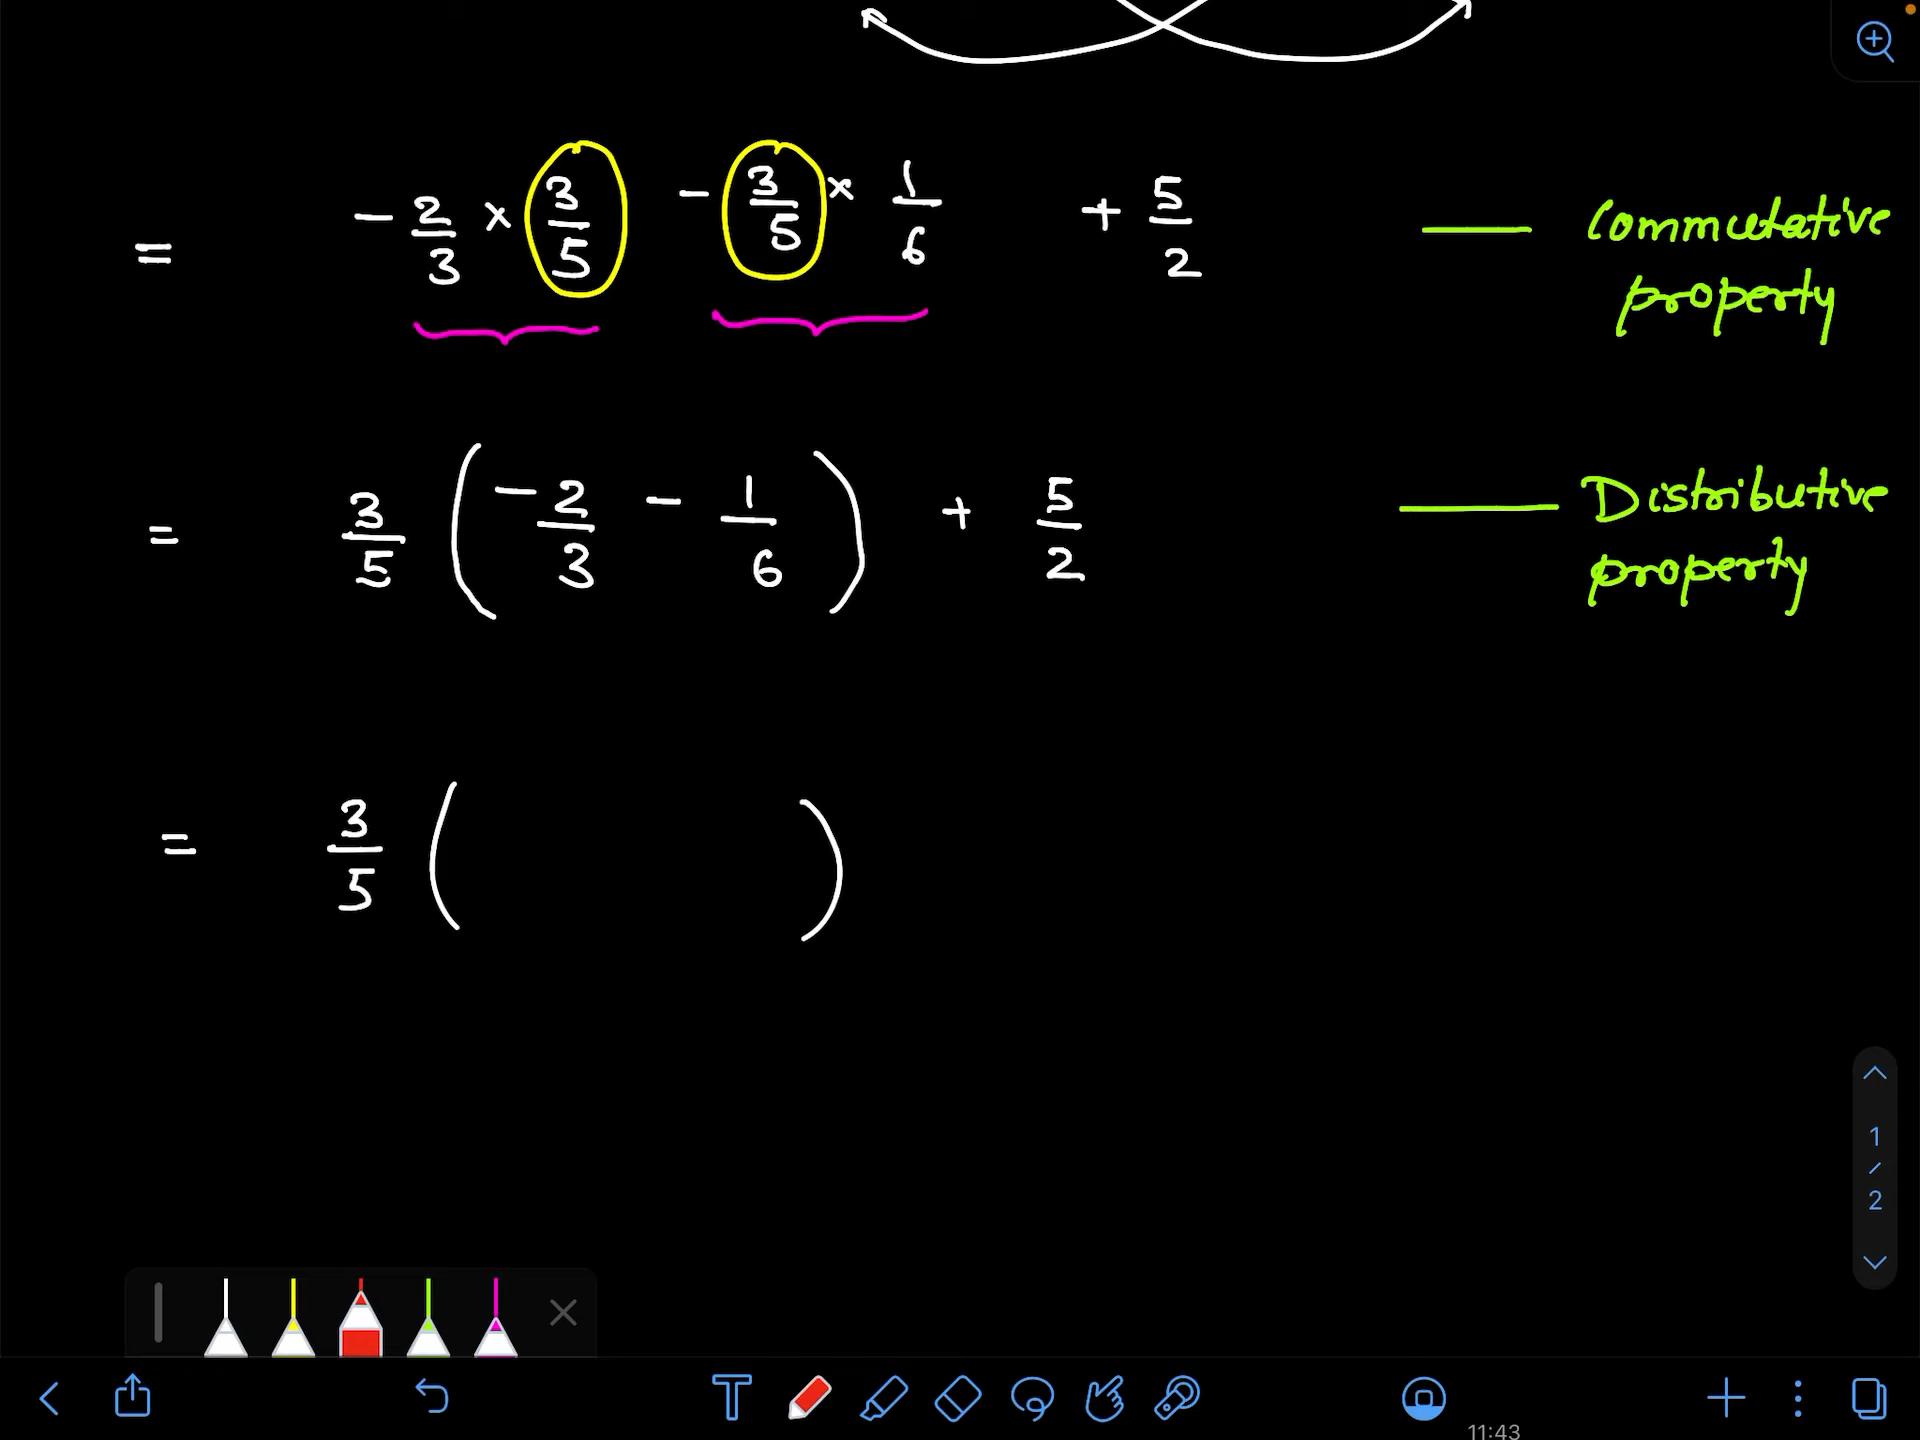 = -2/3 × 3/5 - 3/5 × 1/6 + 5/2 — Commutative
property
= 3/5 ( -2/3 - 1/6 ) + 5/2 — Distributive
property
= 3/5 ( )
1
/
2
T
11:43